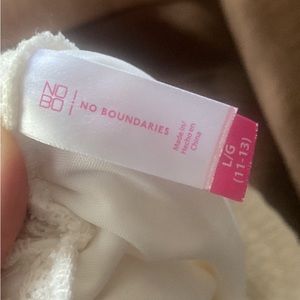 NO
BO
NO BOUNDARIES
Made in/
Hecho en
China
L/G
(11-13)